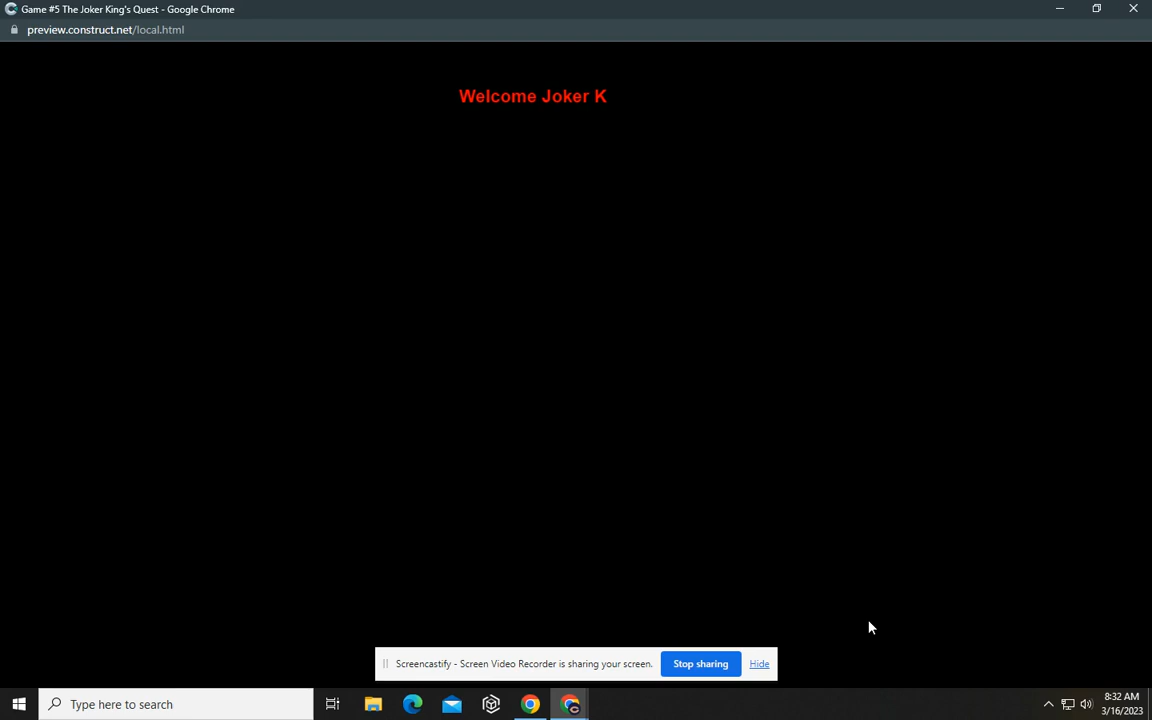 Game #5 The Joker King's Quest - Google Chrome
preview.construct.net/local.html
Welcome Joker K
Screencastify - Screen Video Recorder is sharing your screen.
Stop sharing
Hide
Type here to search
8:32 AM
3/16/2023